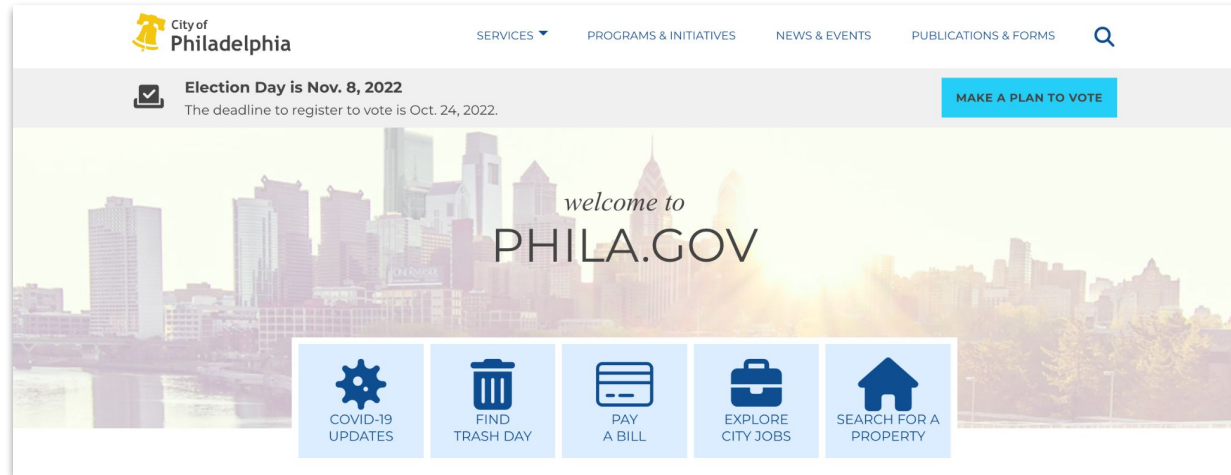 City of
Philadelphia
SERVICES
PROGRAMS & INITIATIVES
NEWS & EVENTS
PUBLICATIONS & FORMS
Election Day is Nov. 8, 2022
The deadline to register to vote is Oct. 24, 2022.
MAKE A PLAN TO VOTE
welcome to
PHILA.GOV
COVID-19
UPDATES
FIND
TRASH DAY
PAY
A BILL
EXPLORE
CITY JOBS
SEARCH FOR A
PROPERTY